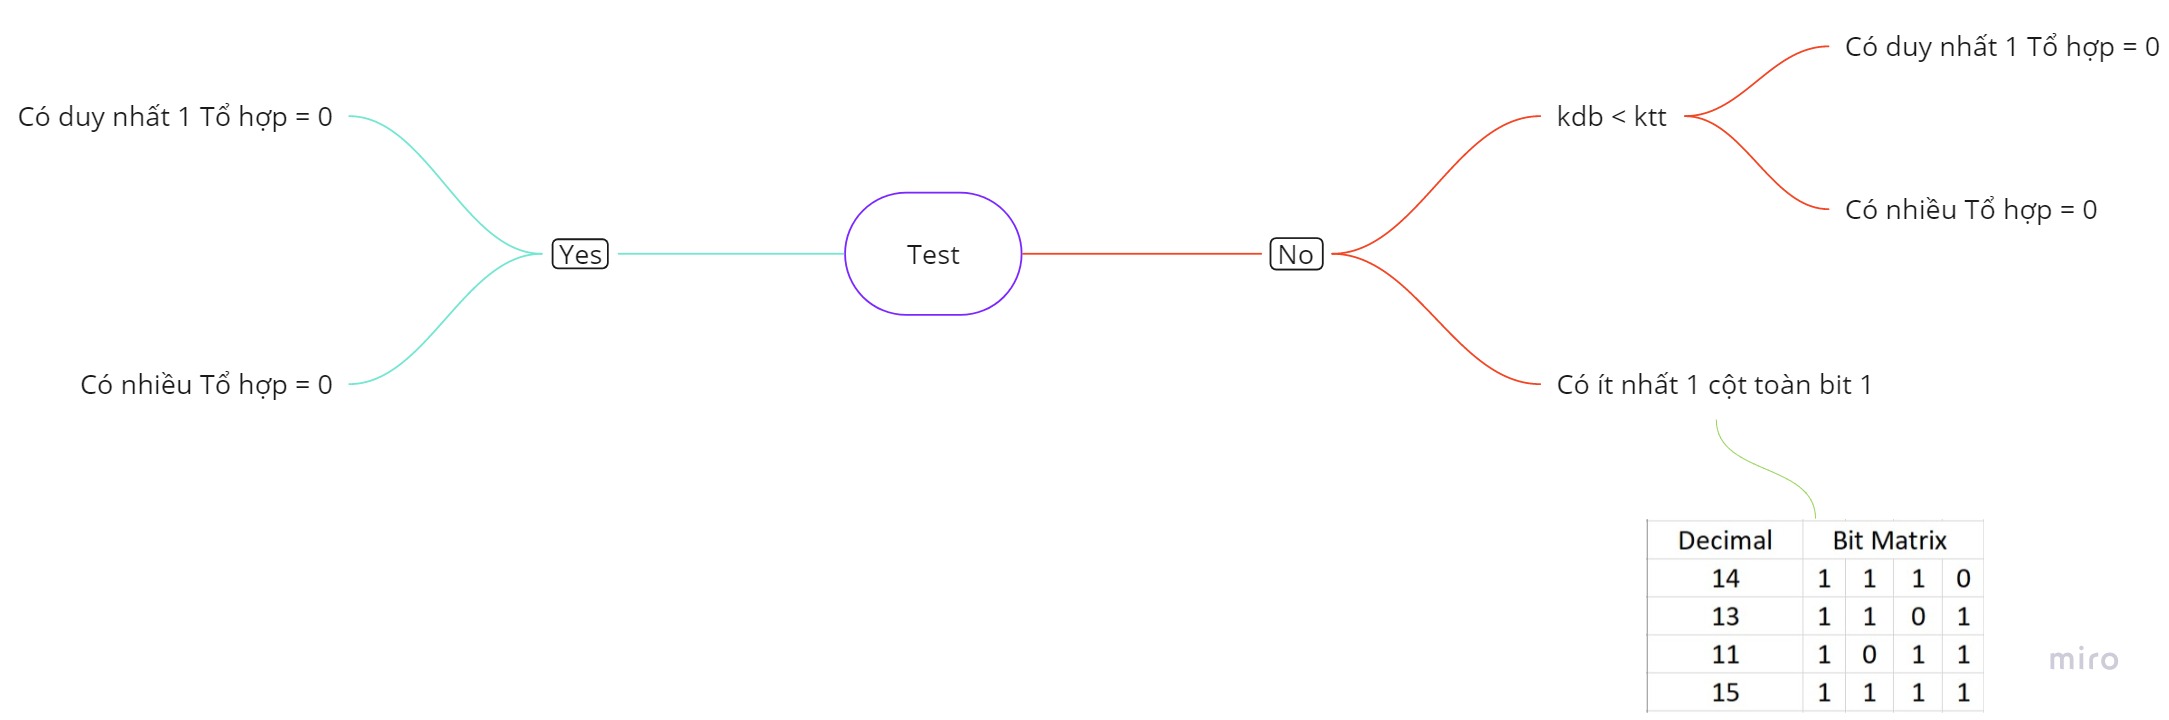 Test
Yes
Có duy nhất 1 Tổ hợp = 0
Có nhiều Tổ hợp = 0
No
kdb < ktt
Có duy nhất 1 Tổ hợp = 0
Có nhiều Tổ hợp = 0
Có ít nhất 1 cột toàn bit 1
Decimal Bit Matrix
14 1 1 1 0
13 1 1 0 1
11 1 0 1 1
15 1 1 1 1
miro